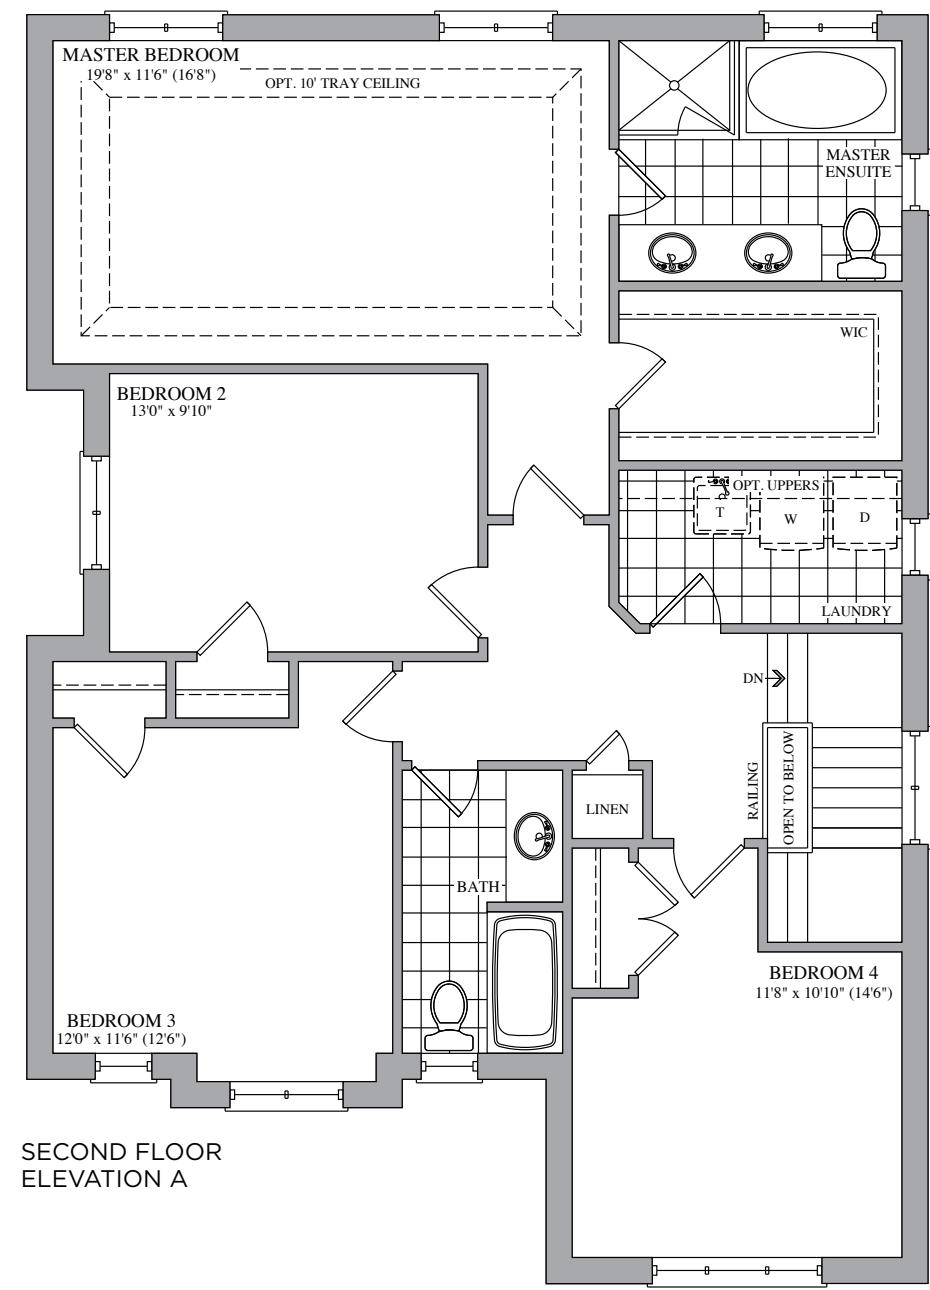 MASTER BEDROOM
19'8" x 11'6" (16'8")
OPT. 10' TRAY CEILING
MASTER
ENSUITE
WIC
BEDROOM 2
13'0" x 9'10"
OPT. UPPERS
T
W
D
LAUNDRY
DN
RAILING
OPEN TO BELOW
LINEN
BATH
BEDROOM 4
11'8" x 10'10" (14'6")
BEDROOM 3
12'0" x 11'6" (12'6")
SECOND FLOOR
ELEVATION A